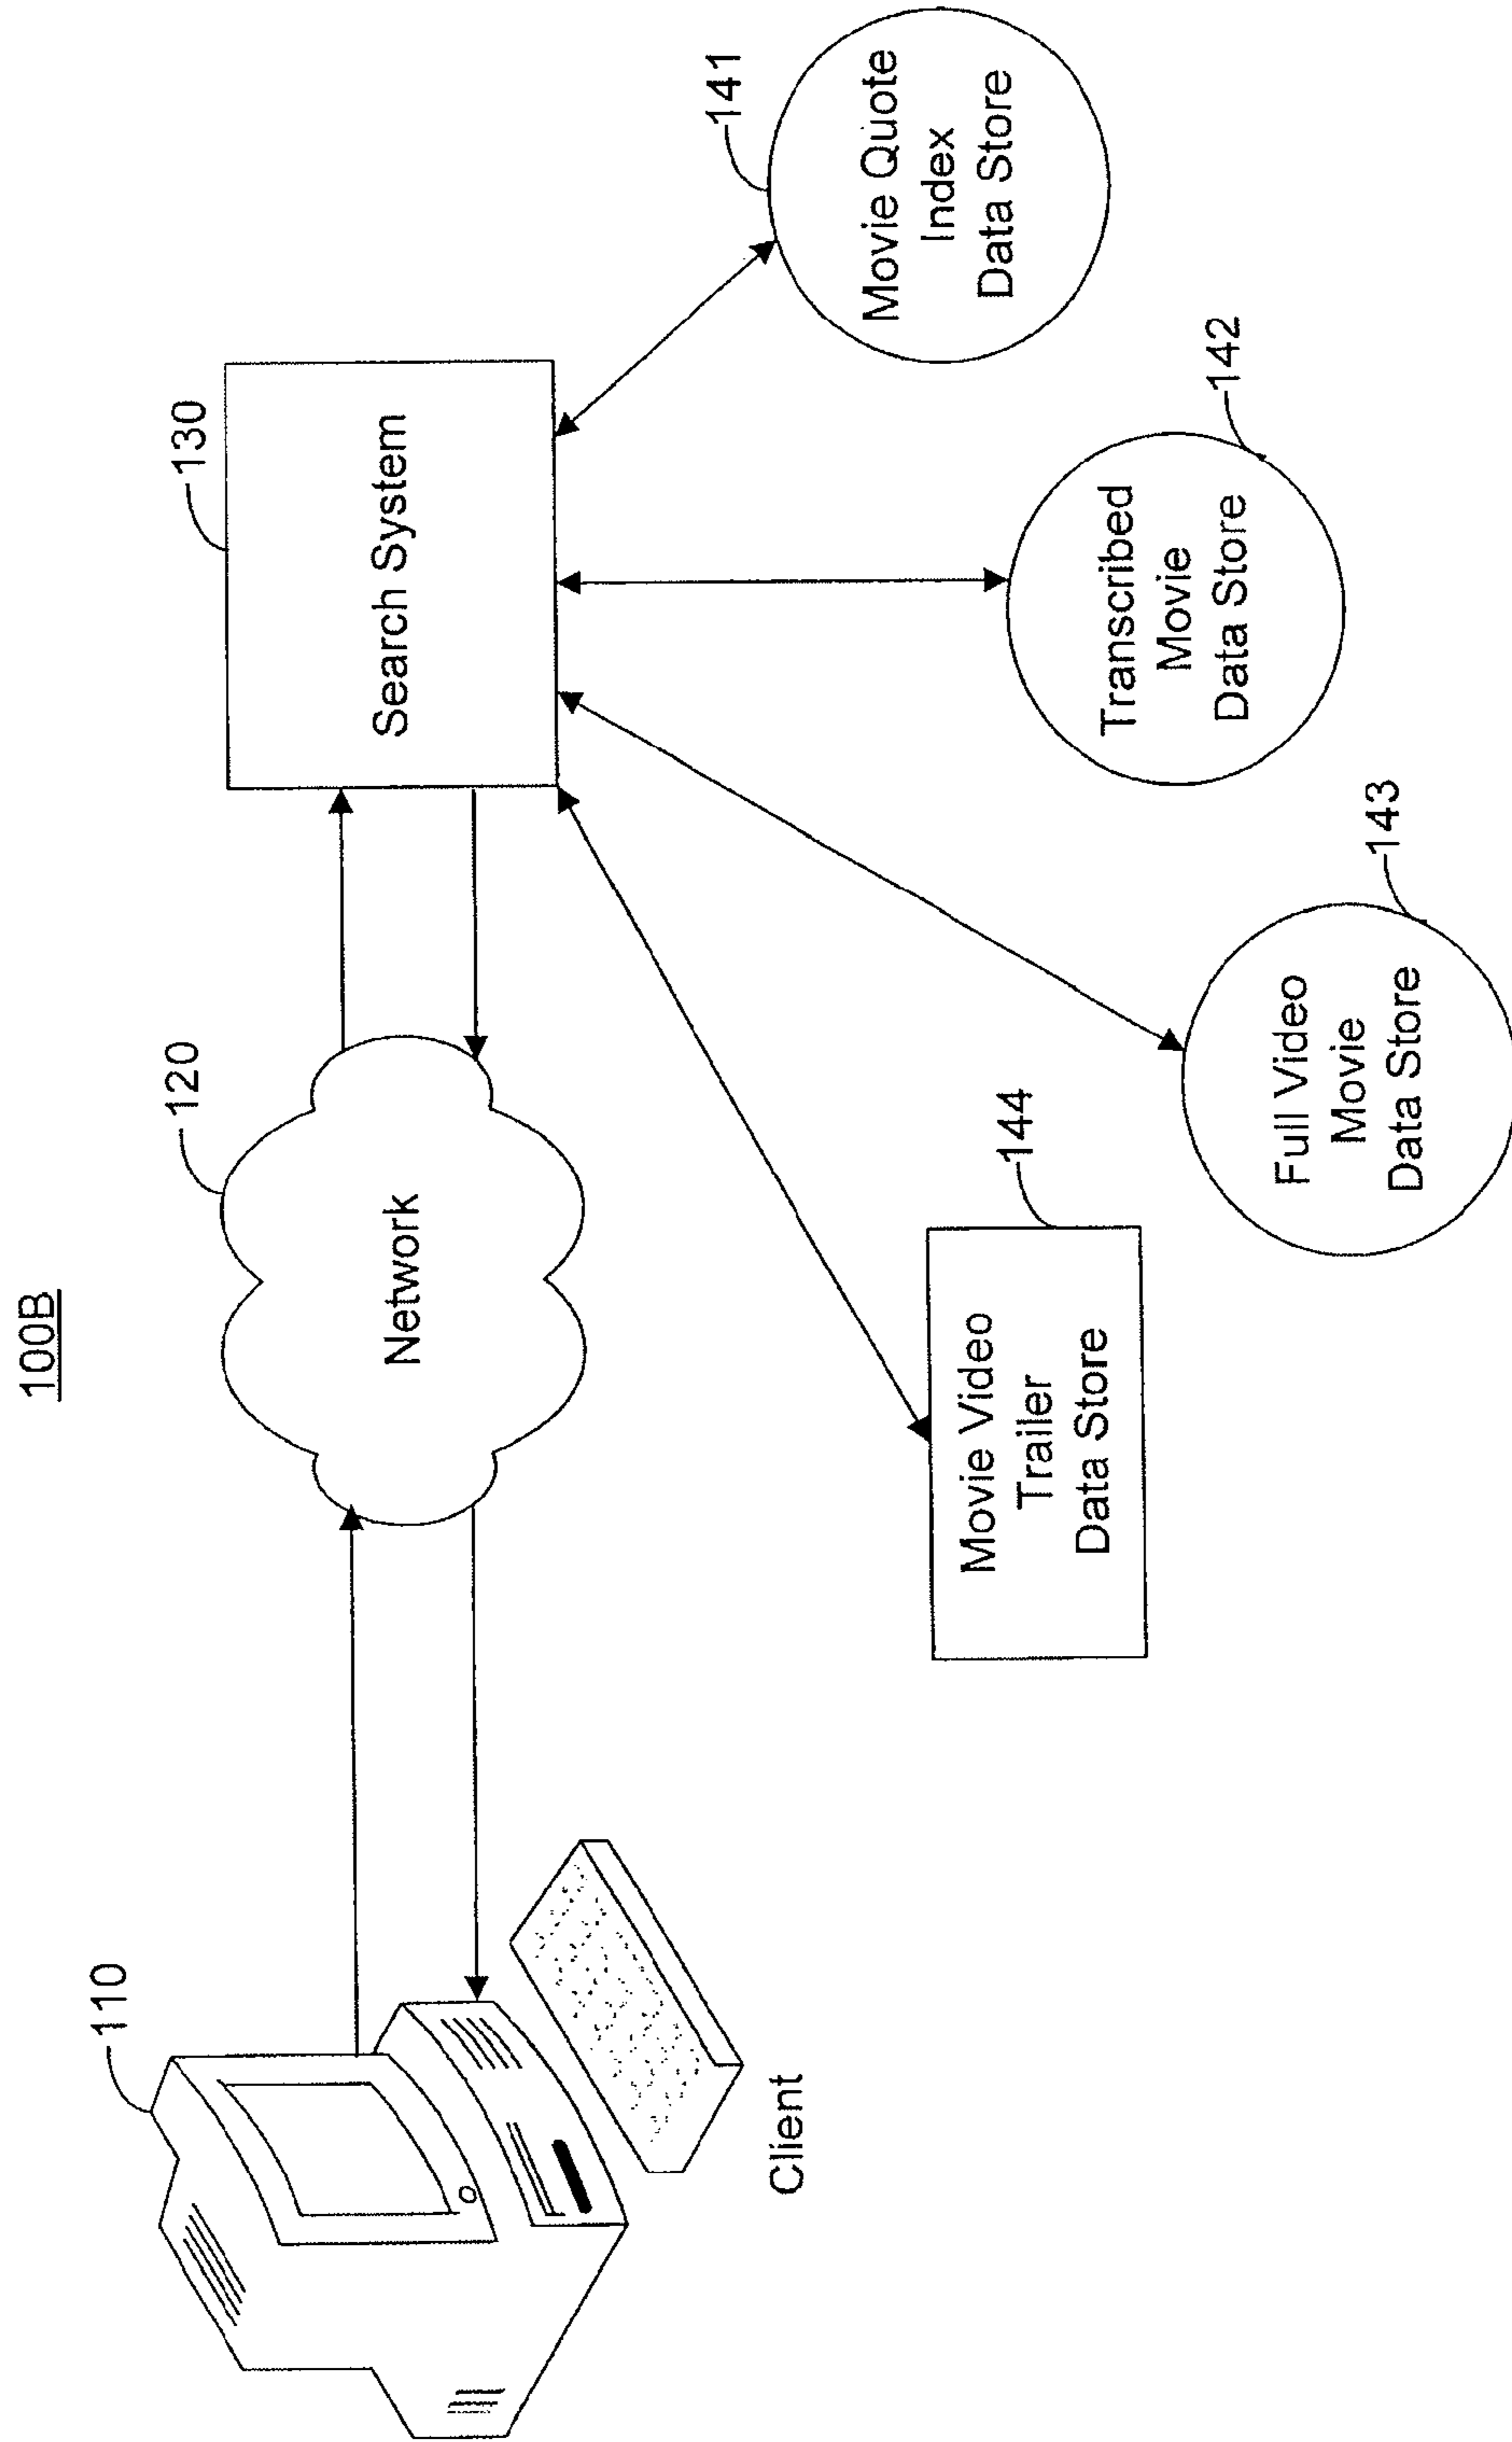 100B
110
Client
120
Network
130
Search System
144
Movie Video
Trailer
Data Store
143
Full Video
Movie
Data Store
142
Transcribed
Movie
Data Store
141
Movie Quote
Index
Data Store